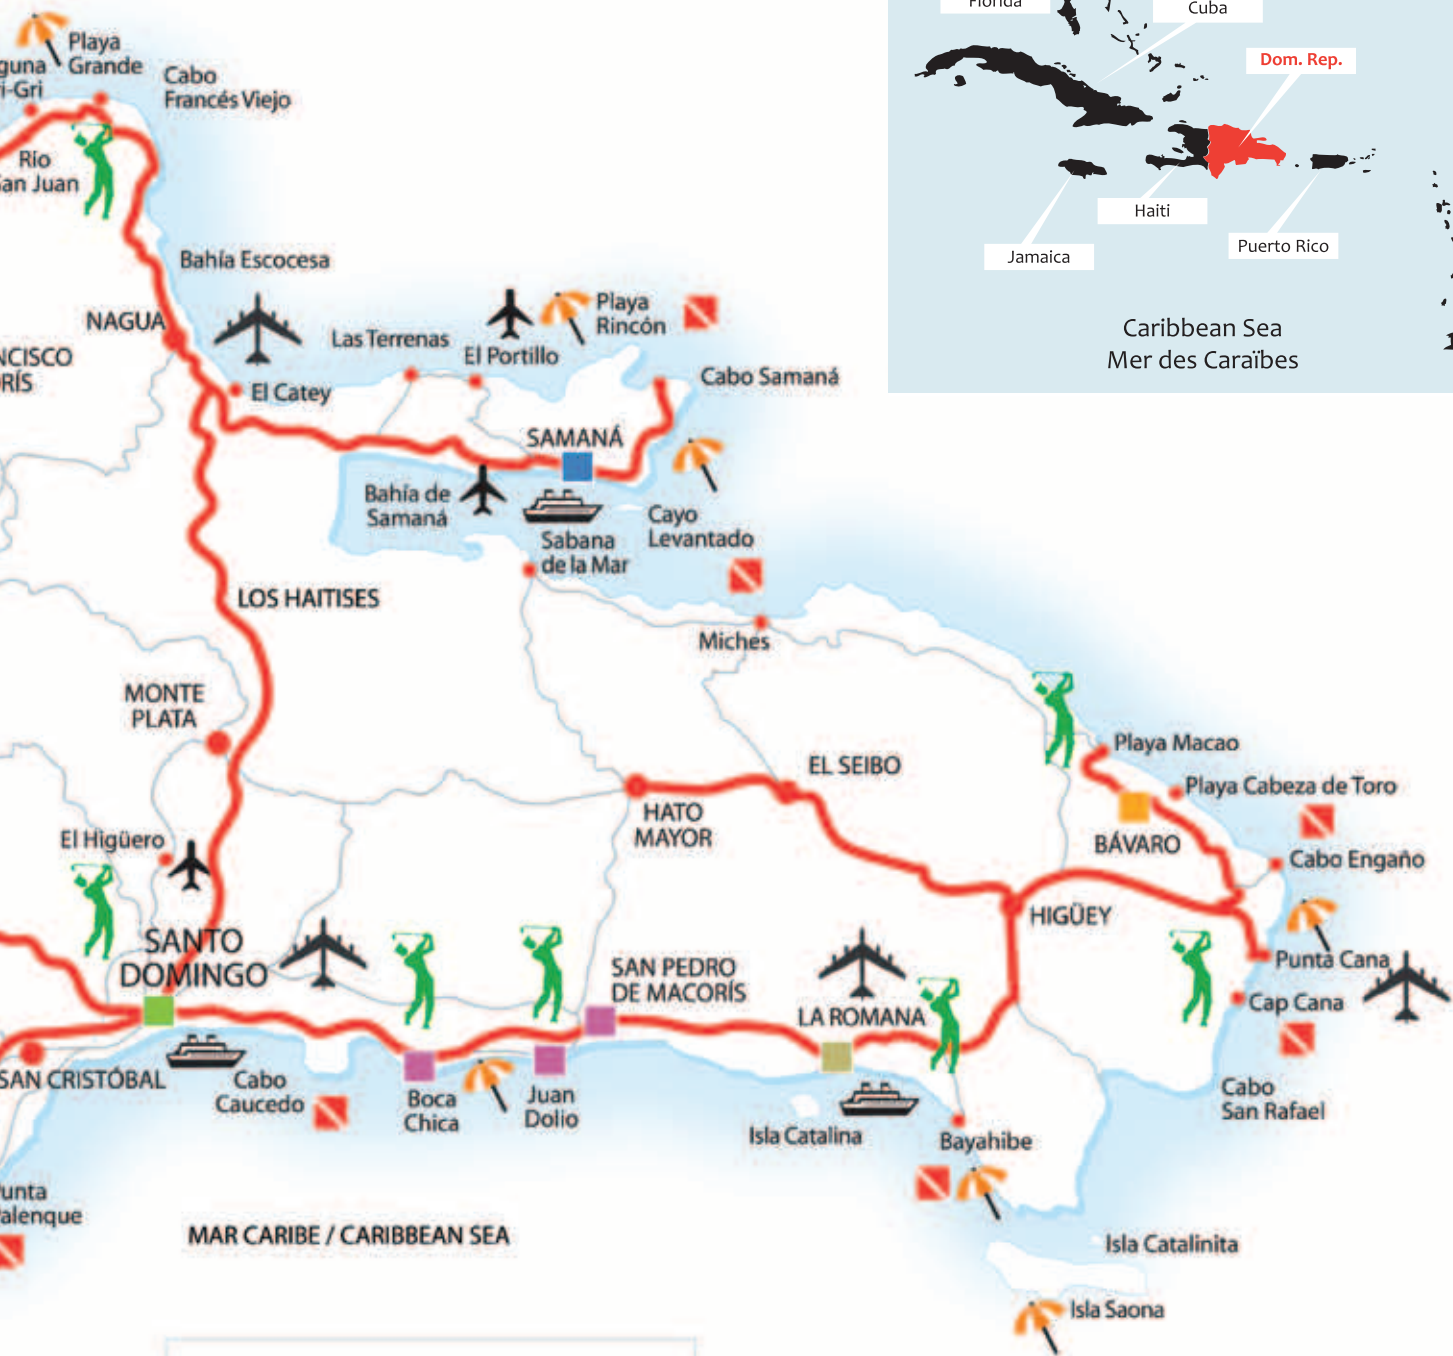 Playa
Grande
Cabo
Francés Viejo
Río
Bahía Escocesa
NAGUA
El Catey
Las Terrenas
El Portillo
Playa
Rincón
Cabo Samaná
SAMANÁ
Bahía de
Samaná
Sabana
de la Mar
Cayo
Levantado
LOS HAITISES
Miches
MONTE
PLATA
EL SEIBO
HATO
MAYOR
Playa Macao
Playa Cabeza de Toro
BÁVARO
Cabo Engaño
El Higüero
HIGÜEY
SANTO
DOMINGO
SAN PEDRO
DE MACORÍS
Punta Cana
Cap Cana
LA ROMANA
SAN CRISTÓBAL
Cabo
Caucedo
Boca
Chica
Juan
Dolio
Cabo
San Rafael
Isla Catalina
Bayahibe
MAR CARIBE / CARIBBEAN SEA
Isla Catalinita
Isla Saona
Florida
Cuba
Dom. Rep.
Haiti
Jamaica
Puerto Rico
Caribbean Sea
Mer des Caraïbes